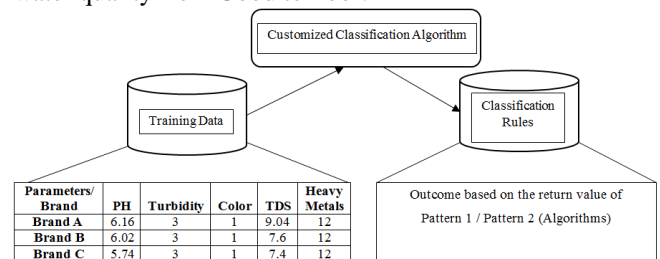 Customized Classification Algorithm
Training Data
Classification
Rules
Parameters/
Brand PH Turbidity Color TDS Heavy
Metals
Brand A 6.16 3 1 9.04 12
Brand B 6.02 3 1 7.6 12
Brand C 5.74 3 1 7.4 12
Outcome based on the return value of
Pattern 1 / Pattern 2 (Algorithms)